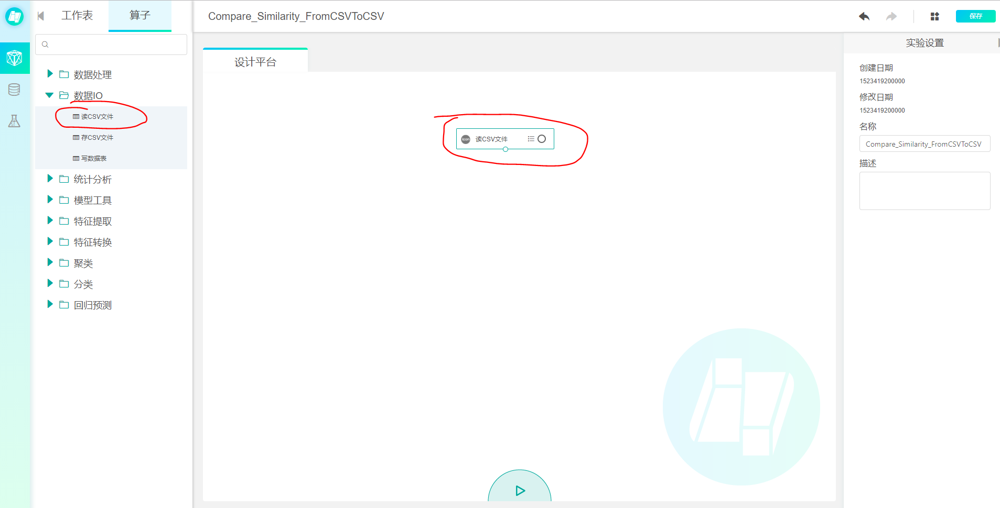 工作表
算子
Compare_Similarity_FromCSVToCSV
保存
数据处理
数据IO
读CSV文件
存CSV文件
写数据表
统计分析
模型工具
特征提取
特征转换
聚类
分类
回归预测
设计平台
icon 读CSV文件
实验设置
创建日期
1523419200000
修改日期
1523419200000
名称
Compare_Similarity_FromCSVToCSV
描述